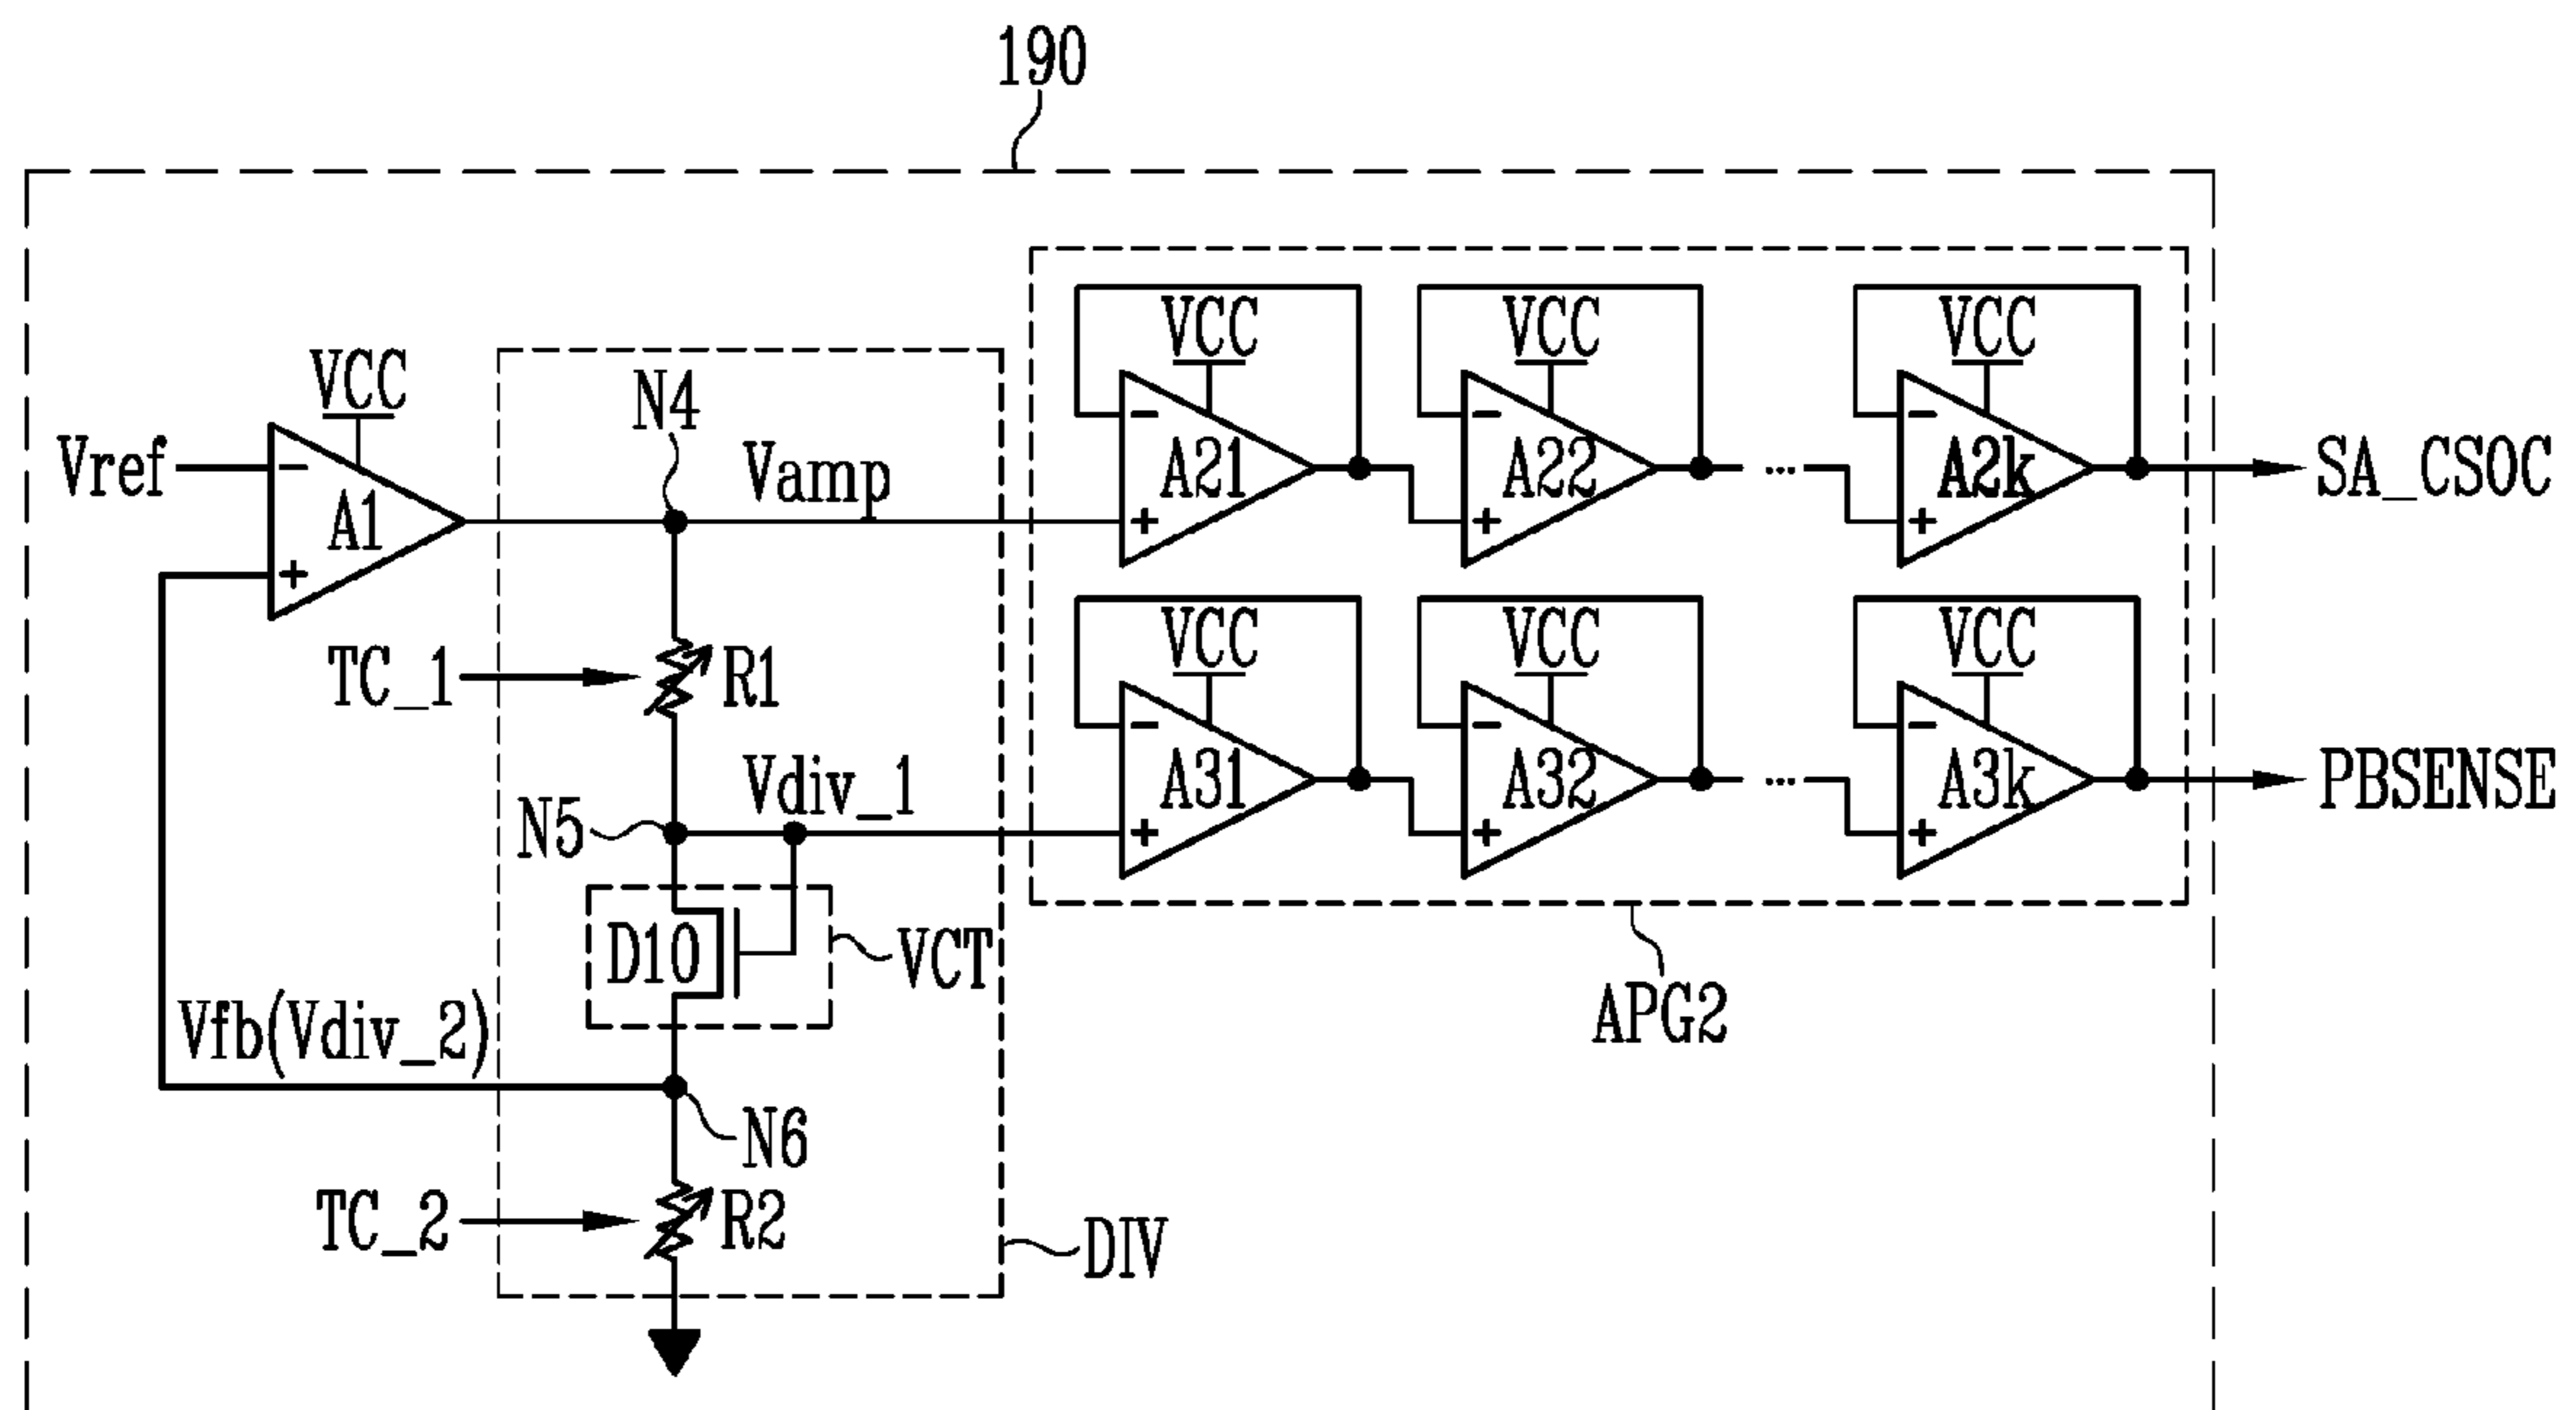 190
VCC VCC VCC
VCC N4
Vref − Vamp − A21 − A22 − A2k SA_CSOC
A1 + + ... +
+ VCC VCC VCC
TC_1 R1
N5 Vdiv_1 − A31 − A32 − A3k PBSENSE
+ + ... +
D10 VCT
Vfb(Vdiv_2) APG2
N6
TC_2 R2 DIV